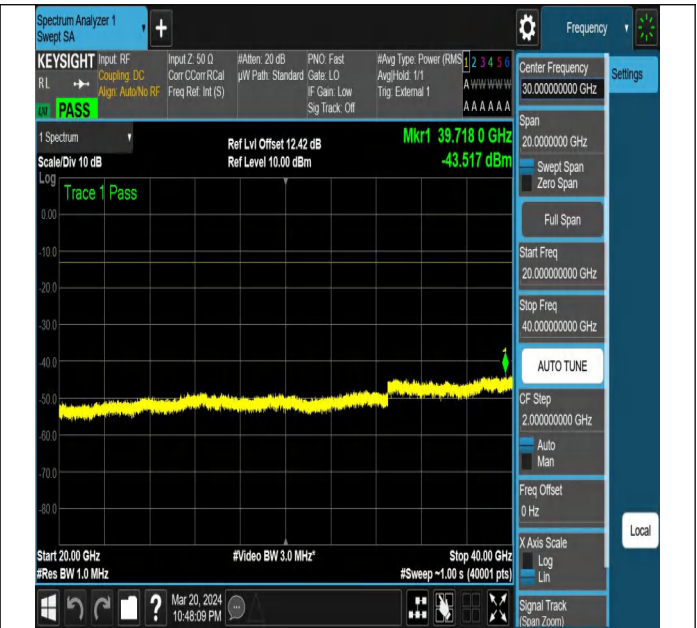 Spectrum Analyzer 1
Swept SA
+
Frequency
KEYSIGHT
RL
PASS
Input: RF
Coupling: DC
Align: Auto/No RF
Input Z: 50 Ω
Corr CCorr RCal
Freq Ref: Int (S)
#Atten: 20 dB
µW Path: Standard
PNO: Fast
Gate: LO
IF Gain: Low
Sig Track: Off
#Avg Type: Power (RMS)
Avg|Hold: 1/1
Trig: External 1
1 2 3 4 5 6
A W W W W W
A A A A A A
1 Spectrum
Scale/Div 10 dB
Ref Lvl Offset 12.42 dB
Ref Level 10.00 dBm
Mkr1 39.718 0 GHz
-43.517 dBm
Log
Trace 1 Pass
0.00
-10.0
-20.0
-30.0
-40.0
-50.0
-60.0
-70.0
-80.0
1
Start 20.00 GHz
#Res BW 1.0 MHz
#Video BW 3.0 MHz*
Stop 40.00 GHz
#Sweep ~1.00 s (40001 pts)
?
Mar 20, 2024
10:48:09 PM
Center Frequency
30.000000000 GHz
Settings
Span
20.0000000 GHz
Swept Span
Zero Span
Full Span
Start Freq
20.000000000 GHz
Stop Freq
40.000000000 GHz
AUTO TUNE
CF Step
2.000000000 GHz
Auto
Man
Freq Offset
0 Hz
Local
X Axis Scale
Log
Lin
Signal Track
(Span Zoom)